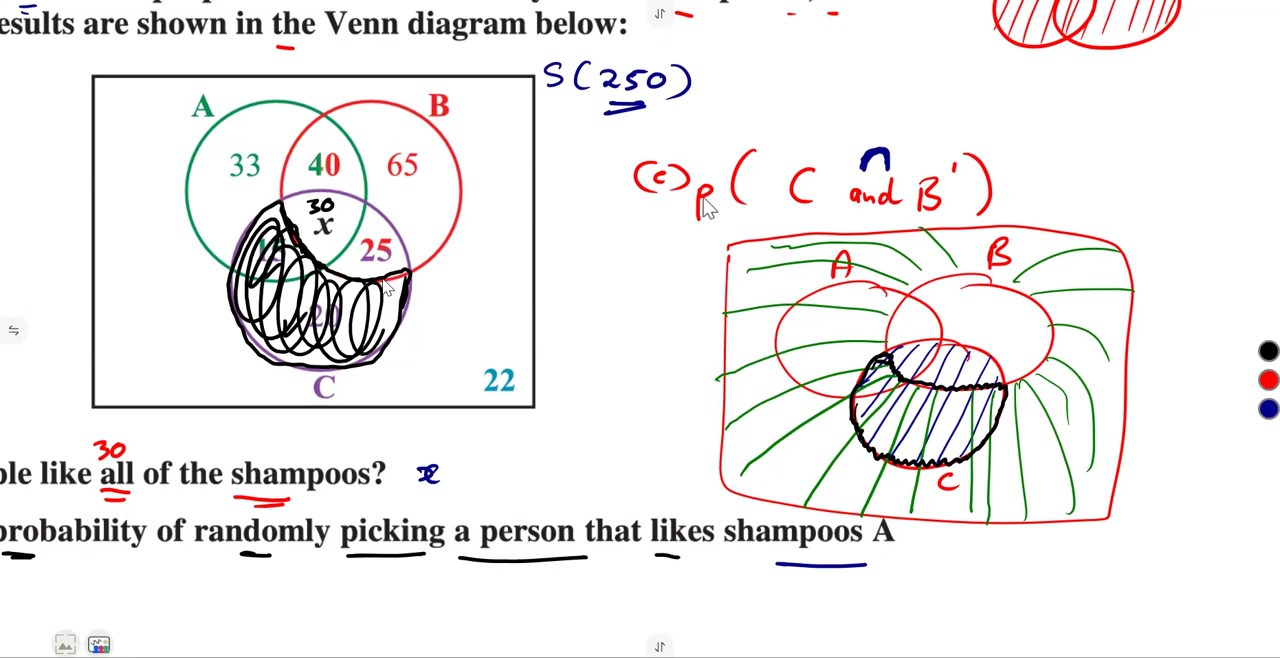 esults are shown in the Venn diagram below:
S(250)
A
B
33
40
65
30
x
25
C
22
(c) P( C and B')
∩
A
B
C
30
ple like all of the shampoos? x
probability of randomly picking a person that likes shampoos A